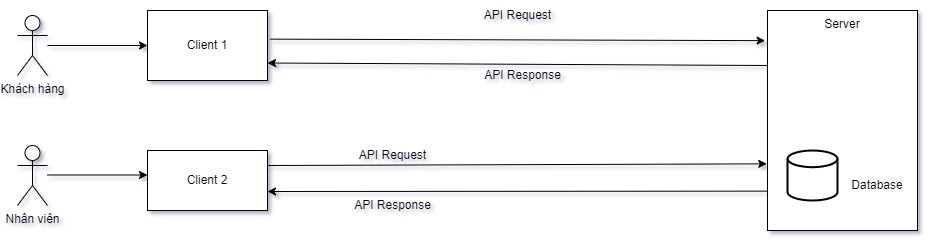 API Request
Server
Client 1
API Response
Khách hàng
API Request
Client 2
Database
API Response
Nhân viên